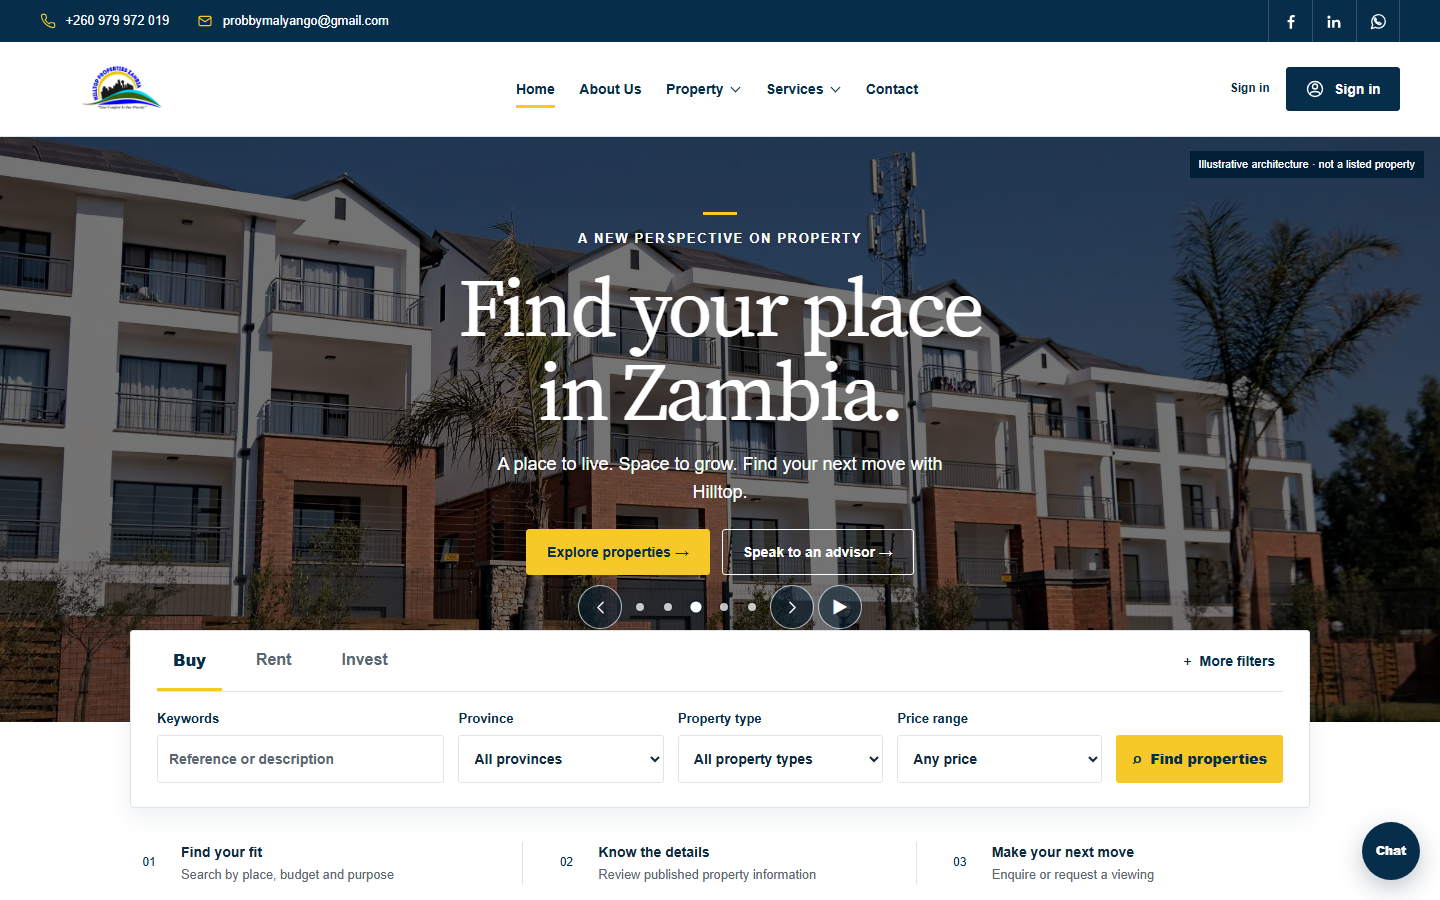 +260 979 972 019
probbymalyango@gmail.com
HILLTOP PROPERTIES ZAMBIA
Home
About Us
Property
Services
Contact
Sign in
Sign in
Illustrative architecture · not a listed property
A NEW PERSPECTIVE ON PROPERTY
Find your place
in Zambia.
A place to live. Space to grow. Find your next move with
Hilltop.
Explore properties →
Speak to an advisor →
Buy
Rent
Invest
+ More filters
Keywords
Province
Property type
Price range
Reference or description
All provinces
All property types
Any price
Find properties
01
Find your fit
Search by place, budget and purpose
02
Know the details
Review published property information
03
Make your next move
Enquire or request a viewing
Chat